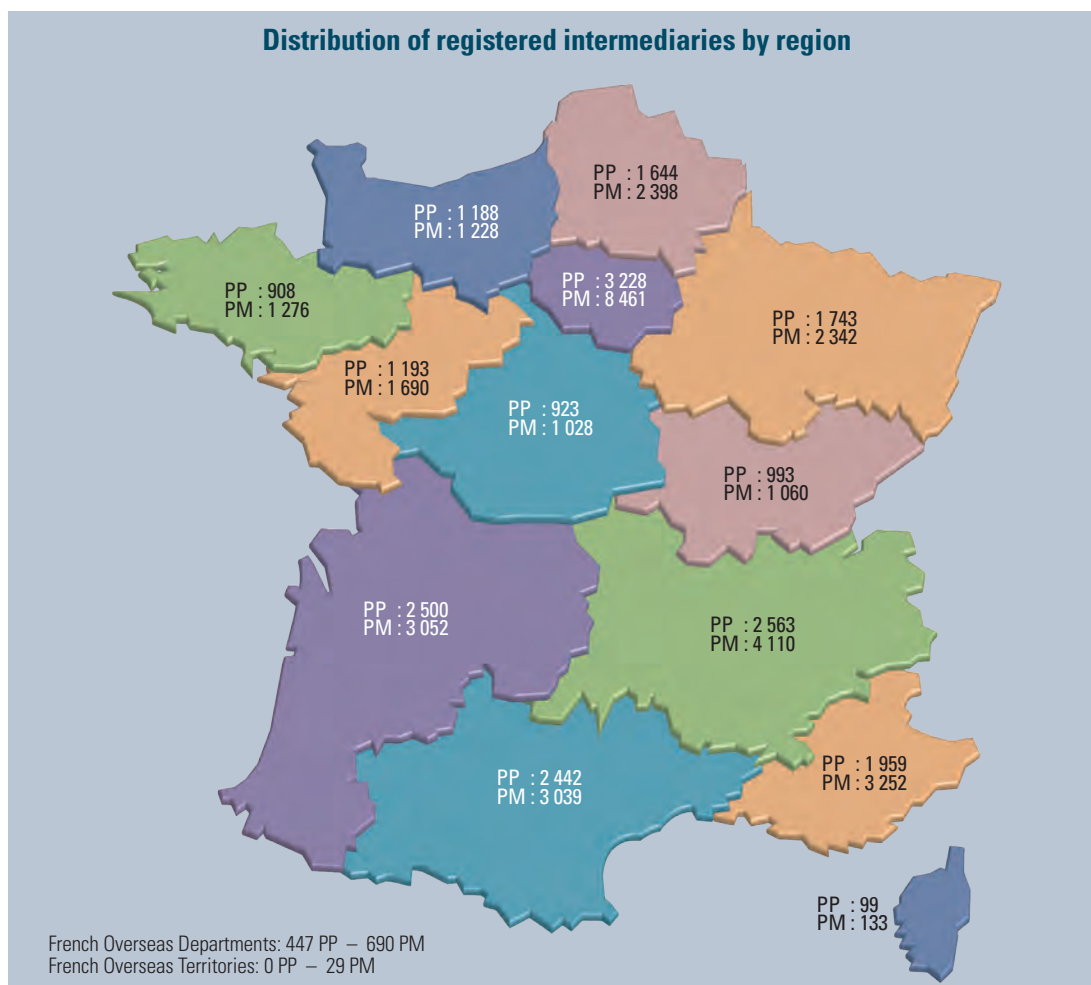 Distribution of registered intermediaries by region
PP : 1 644
PM : 2 398
PP : 1 188
PM : 1 228
PP : 908
PM : 1 276
PP : 3 228
PM : 8 461
PP : 1 743
PM : 2 342
PP : 1 193
PM : 1 690
PP : 923
PM : 1 028
PP : 993
PM : 1 060
PP : 2 500
PM : 3 052
PP : 2 563
PM : 4 110
PP : 2 442
PM : 3 039
PP : 1 959
PM : 3 252
PP : 99
PM : 133
French Overseas Departments: 447 PP – 690 PM
French Overseas Territories: 0 PP – 29 PM